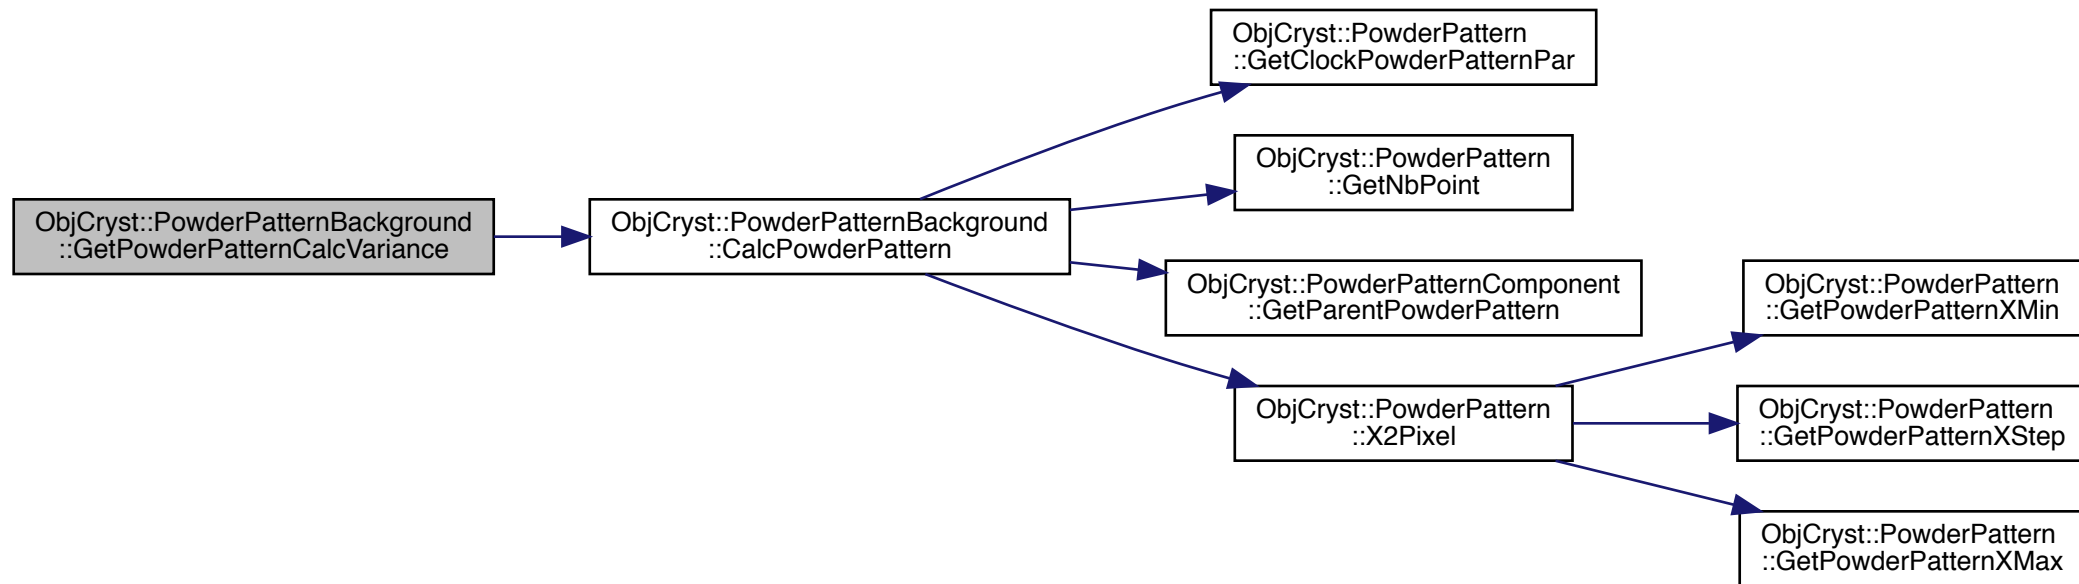 ObjCryst::PowderPatternBackground
::GetPowderPatternCalcVariance
ObjCryst::PowderPatternBackground
::CalcPowderPattern
ObjCryst::PowderPattern
::GetClockPowderPatternPar
ObjCryst::PowderPattern
::GetNbPoint
ObjCryst::PowderPatternComponent
::GetParentPowderPattern
ObjCryst::PowderPattern
::X2Pixel
ObjCryst::PowderPattern
::GetPowderPatternXMin
ObjCryst::PowderPattern
::GetPowderPatternXStep
ObjCryst::PowderPattern
::GetPowderPatternXMax